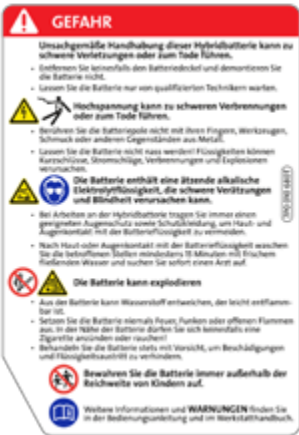 GEFAHR
Unsachgemäße Handhabung dieser Hybridbatterie kann zu
schwere Verletzungen oder zum Tode führen.
- Entfernen Sie keinesfalls den Batteriedeckel und demontieren Sie
die Batterie nicht.
- Lassen Sie die Batterie nur von qualifizierten Technikern warten.
Hochspannung kann zu schweren Verbrennungen
oder zum Tode führen.
- Berühren Sie die Batteriepole nicht mit ihren Fingern, Werkzeugen,
Schmuck oder anderen Gegenständen aus Metall.
- Lassen Sie die Batterie nicht nass werden! Flüssigkeiten können
Kurzschlüsse, Stromschläge, Verbrennungen und Explosionen
verursachen.
Die Batterie enthält eine ätzende alkalische
Elektrolytflüssigkeit, die schwere Verätzungen
und Blindheit verursachen kann.
- Bei Arbeiten an der Hybridbatterie tragen Sie immer einen
geeigneten Augenschutz sowie Schutzkleidung, um Haut- und
Augenkontakt mit der Batterieflüssigkeit zu vermeiden.
- Nach Haut-oder Augenkontakt mit der Batterieflüssigkeit waschen
Sie die betroffenen Stellen mindestens 15 Minuten mit frischem
fließenden Wasser und suchen Sie sofort einen Arzt auf.
Die Batterie kann explodieren
- Aus der Batterie kann Wasserstoff entweichen, der leicht entflamm-
bar ist.
- Setzen Sie die Batterie niemals Feuer, Funken oder offenen Flammen
aus. In der Nähe der Batterie dürfen Sie sich keinesfalls eine
Zigarette anzünden oder rauchen!
- Behandeln Sie die Batterie stets mit Vorsicht, um Beschädigungen
und Flüssigkeitsaustritt zu verhindern.
Bewahren Sie die Batterie immer außerhalb der
Reichweite von Kindern auf.
Weitere Informationen und WARNUNGEN finden Sie
in der Bedienungsanleitung und im Werkstatthandbuch.